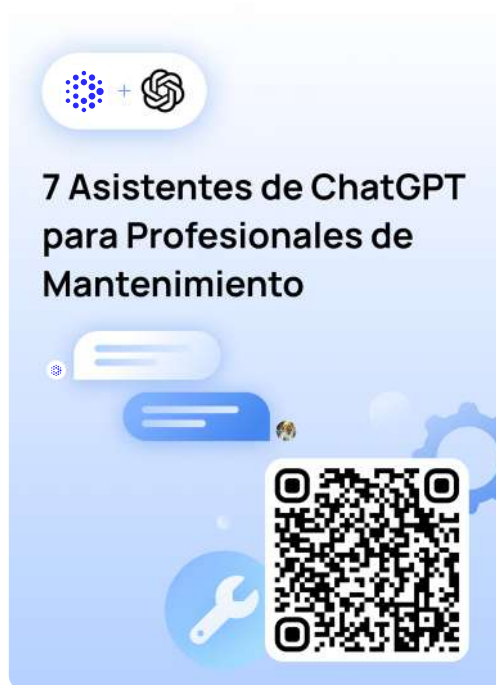 7 Asistentes de ChatGPT
para Profesionales de
Mantenimiento